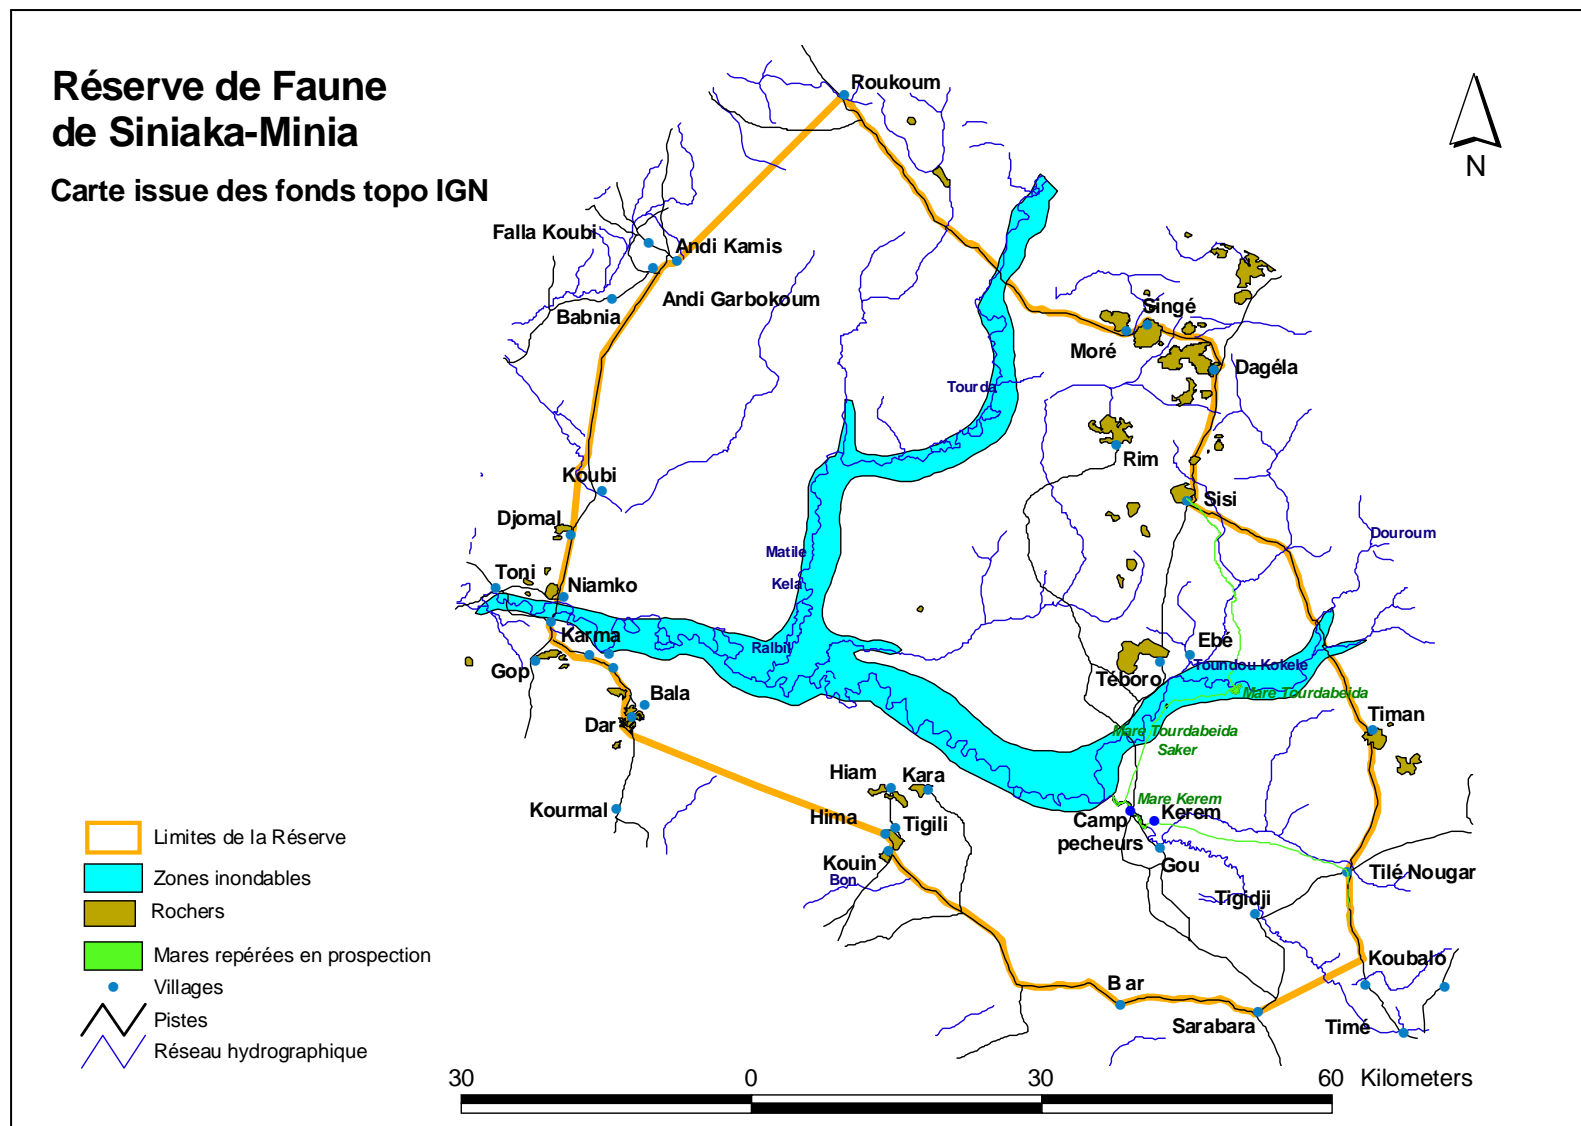 Réserve de Faune
de Siniaka-Minia
Carte issue des fonds topo IGN
N
Roukoum
Falla Koubi
Andi Kamis
Andi Garbokoum
Babnia
Singé
Moré
Dagéla
Tourda
Rim
Koubi
Sisi
Djomal
Douroum
Matile
Toni
Niamko
Kela
Karma
Ebé
Ralbil
Toundou Kokele
Gop
Téboro
Bala
Mare Tourdabeida
Dar
Timan
Mare Tourdabeida
Saker
Hiam
Kara
Mare Kerem
Kourmal
Hima
Tigili
Camp
pecheurs
Kerem
Kouin
Gou
Bon
Tilé Nougar
Tigidji
Koubalo
B ar
Sarabara
Timé
Limites de la Réserve
Zones inondables
Rochers
Mares repérées en prospection
Villages
Pistes
Réseau hydrographique
30 0 30 60 Kilometers